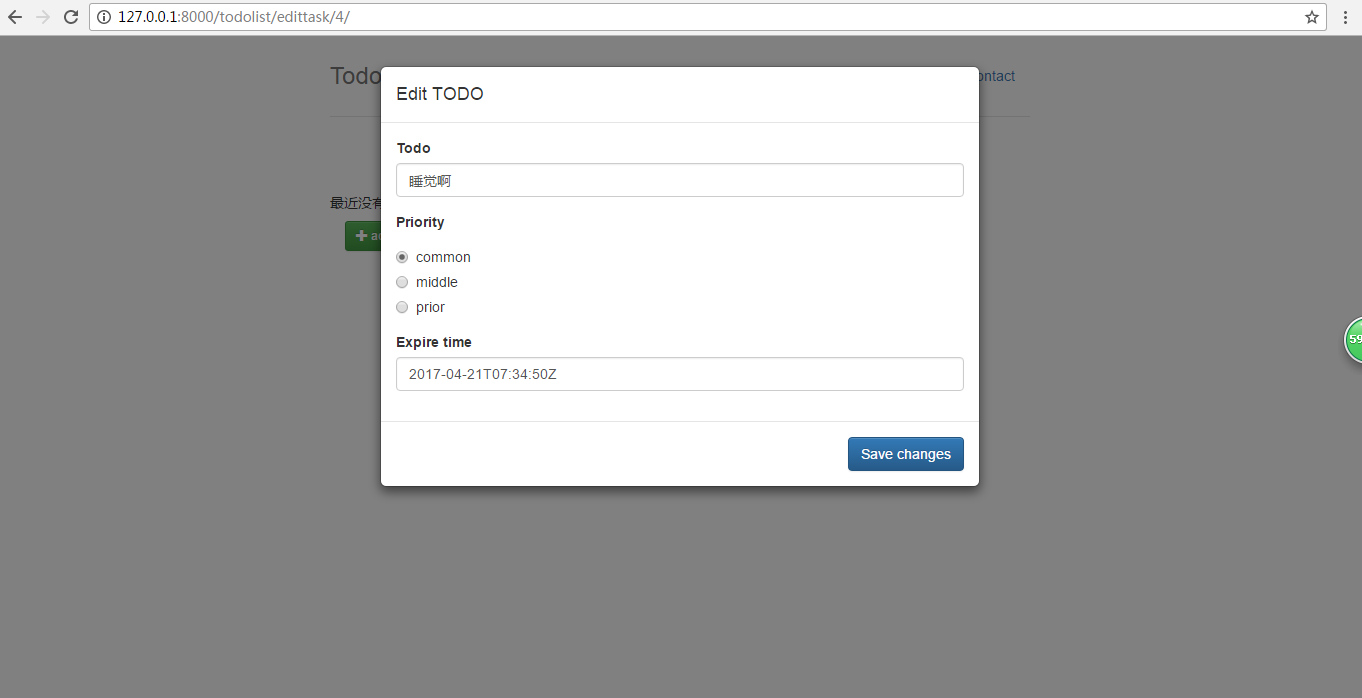 127.0.0.1:8000/todolist/edittask/4/
Todo
Edit TODO
Todo
睡觉啊
最近没有
Priority
common
middle
prior
Expire time
2017-04-21T07:34:50Z
Save changes
59